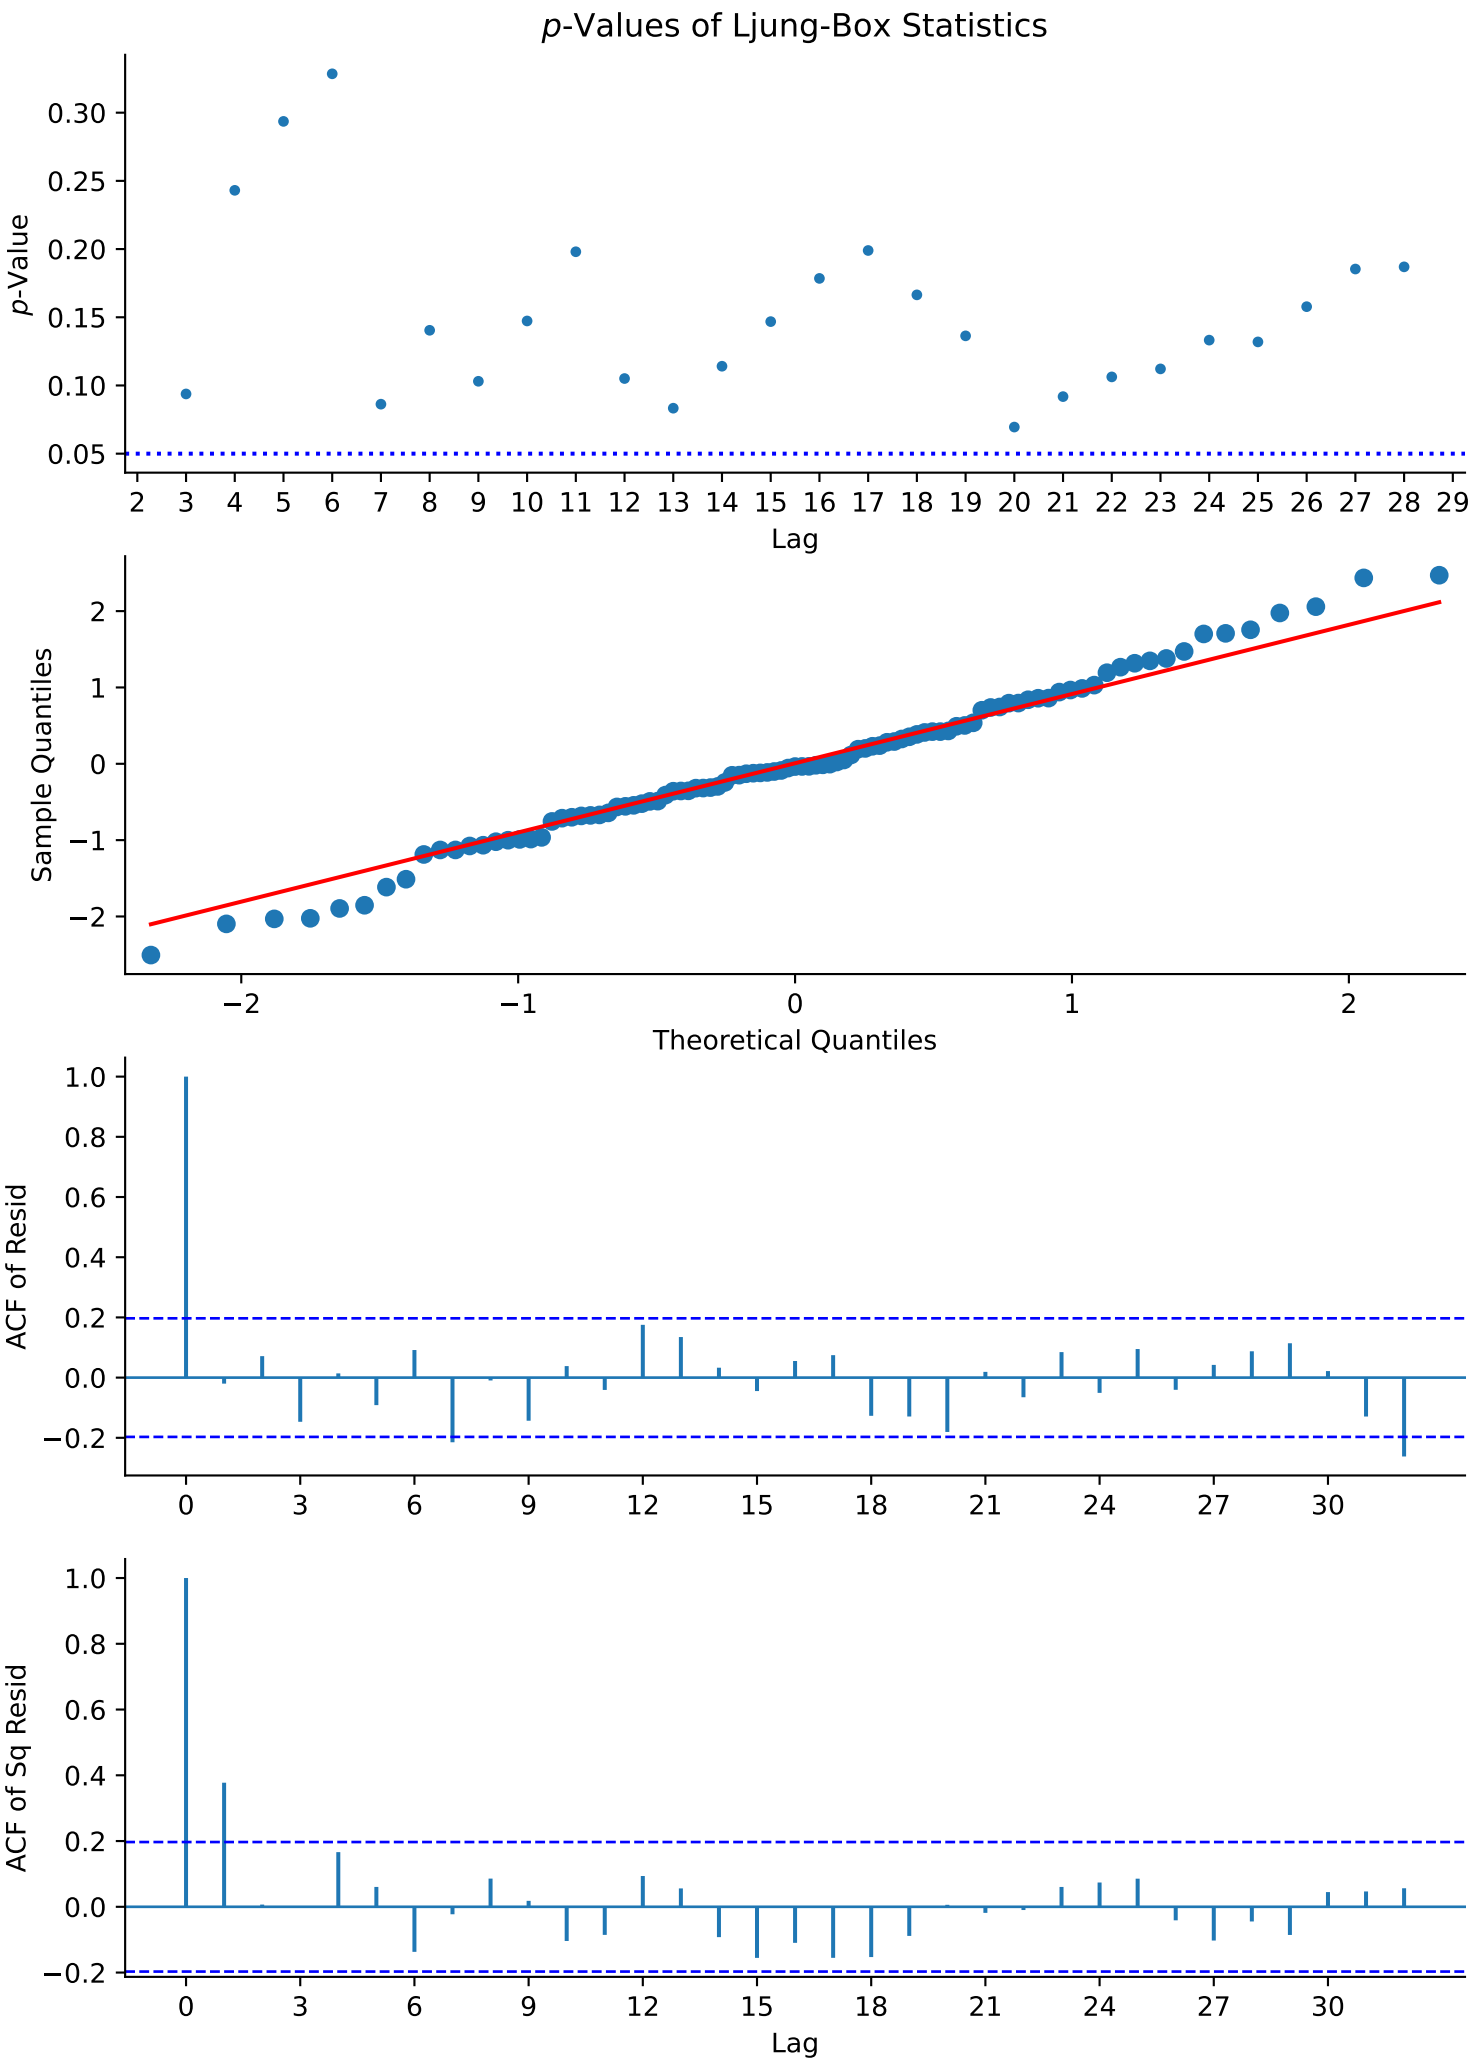 p-Values of Ljung-Box Statistics
p-Value
0.30
0.25
0.20
0.15
0.10
0.05
2 3 4 5 6 7 8 9 10 11 12 13 14 15 16 17 18 19 20 21 22 23 24 25 26 27 28 29
Lag
Sample Quantiles
2
1
0
−1
−2
−2 −1 0 1 2
Theoretical Quantiles
ACF of Resid
1.0
0.8
0.6
0.4
0.2
0.0
−0.2
0 3 6 9 12 15 18 21 24 27 30
ACF of Sq Resid
1.0
0.8
0.6
0.4
0.2
0.0
−0.2
0 3 6 9 12 15 18 21 24 27 30
Lag